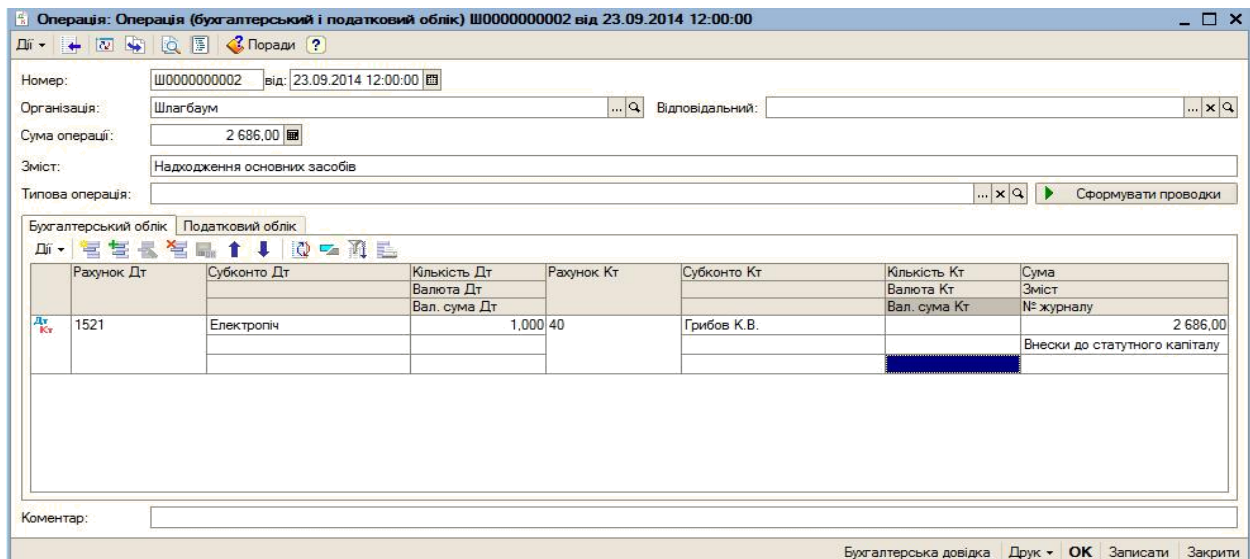 Операція: Операція (бухгалтерський і податковий облік) Ш0000000002 від 23.09.2014 12:00:00
Дії Поради ?
Номер: Ш0000000002 від: 23.09.2014 12:00:00
Організація: Шлагбаум ... Відповідальний: ... x
Сума операції: 2 686,00
Зміст: Надходження основних засобів
Типова операція: ... x Сформувати проводки
Бухгалтерський облік Податковий облік
Дії
Рахунок Дт Субконто Дт Кількість Дт Рахунок Кт Субконто Кт Кількість Кт Сума
Валюта Дт Валюта Кт Зміст
Вал. сума Дт Вал. сума Кт № журналу
Дт Кт 1521 Електропіч 1,000 40 Грибов К.В. 2 686,00
Внески до статутного капіталу
Коментар:
Бухгалтерська довідка Друк OK Записати Закрити